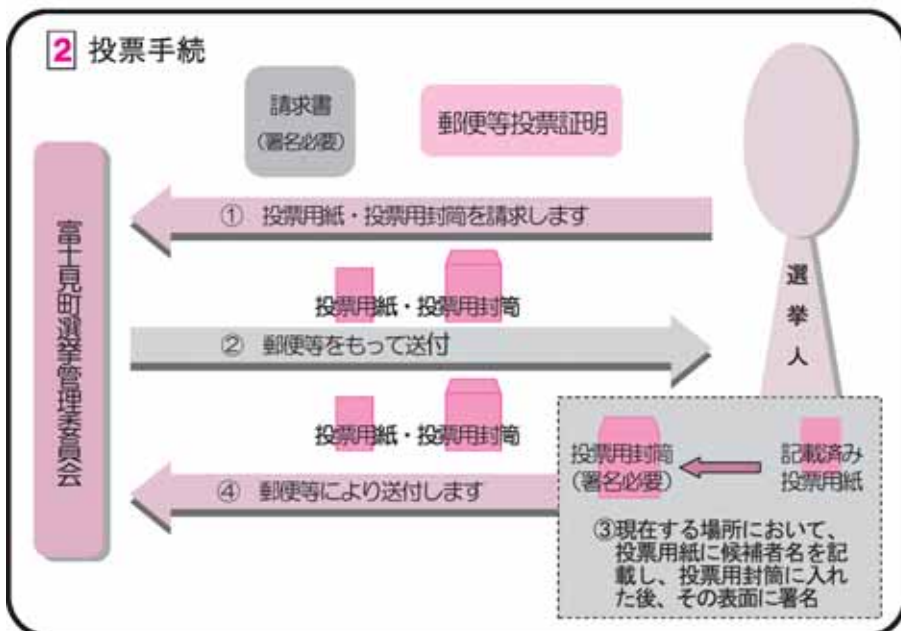 2 投票手続
請求書
(署名必要)
郵便等投票証明
① 投票用紙・投票用封筒を請求します
富士見町選挙管理委員会
選挙人
投票用紙・投票用封筒
② 郵便等をもって送付
投票用紙・投票用封筒
④ 郵便等により送付します
投票用封筒
(署名必要)
記載済み
投票用紙
③現在する場所において、
投票用紙に候補者名を記
載し、投票用封筒に入れ
た後、その表面に署名